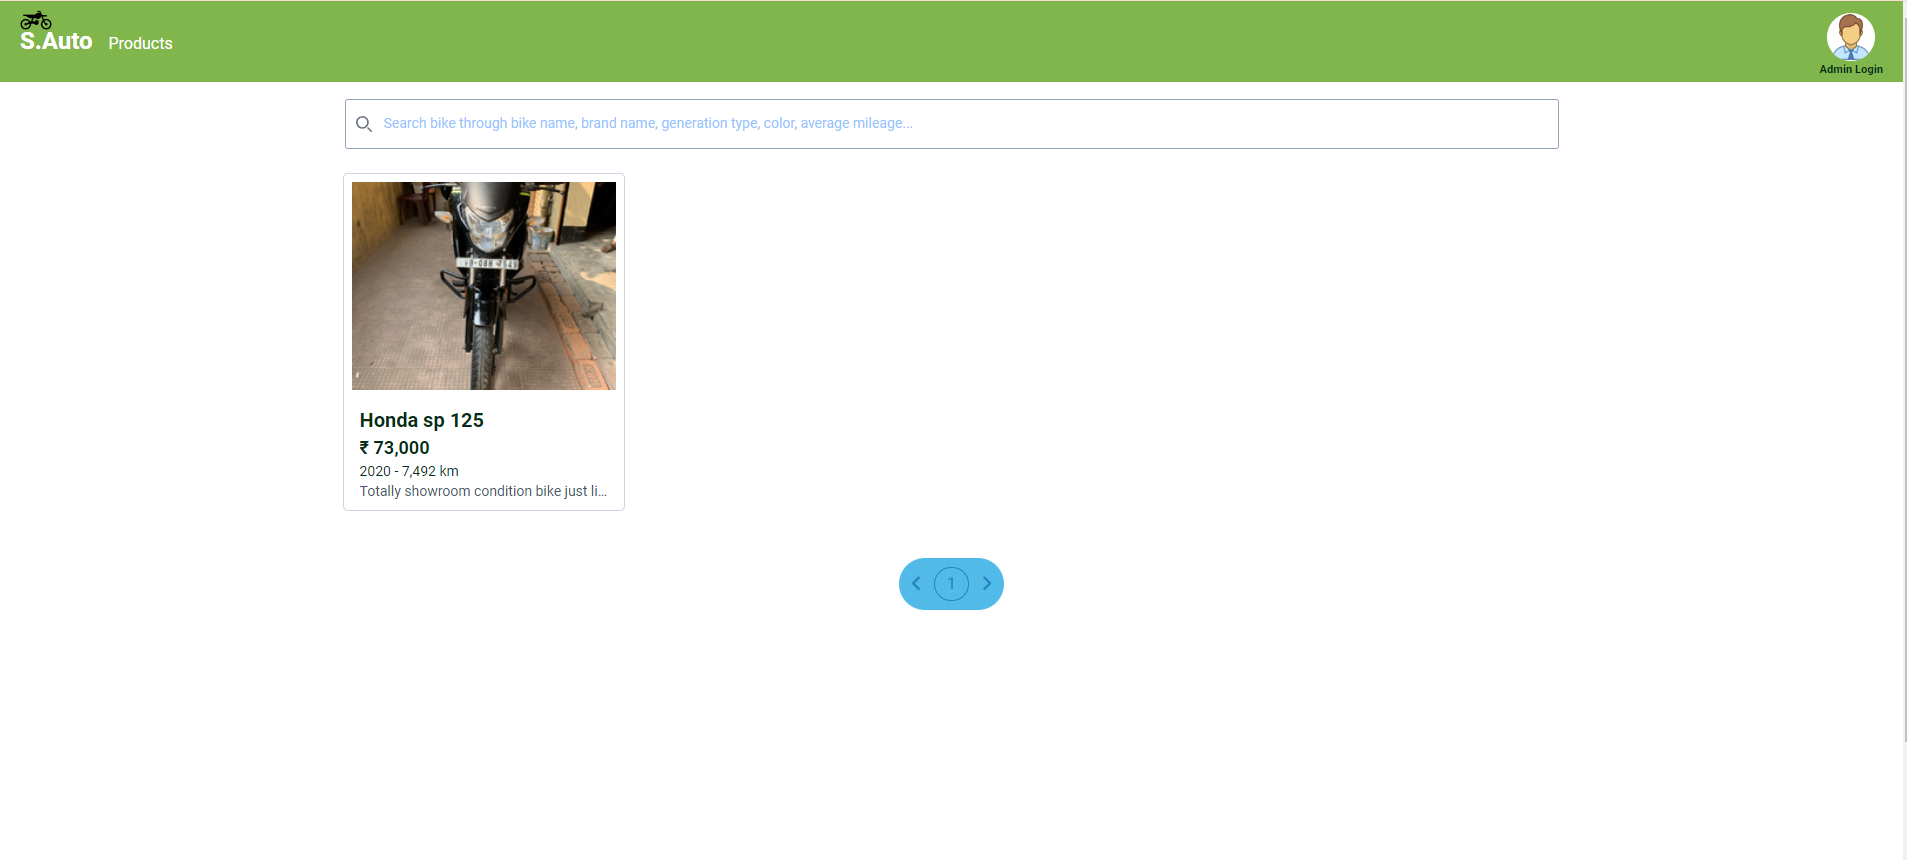 S.Auto
Products
Admin Login
Search bike through bike name, brand name, generation type, color, average mileage...
Honda sp 125
₹ 73,000
2020 - 7,492 km
Totally showroom condition bike just li...
1